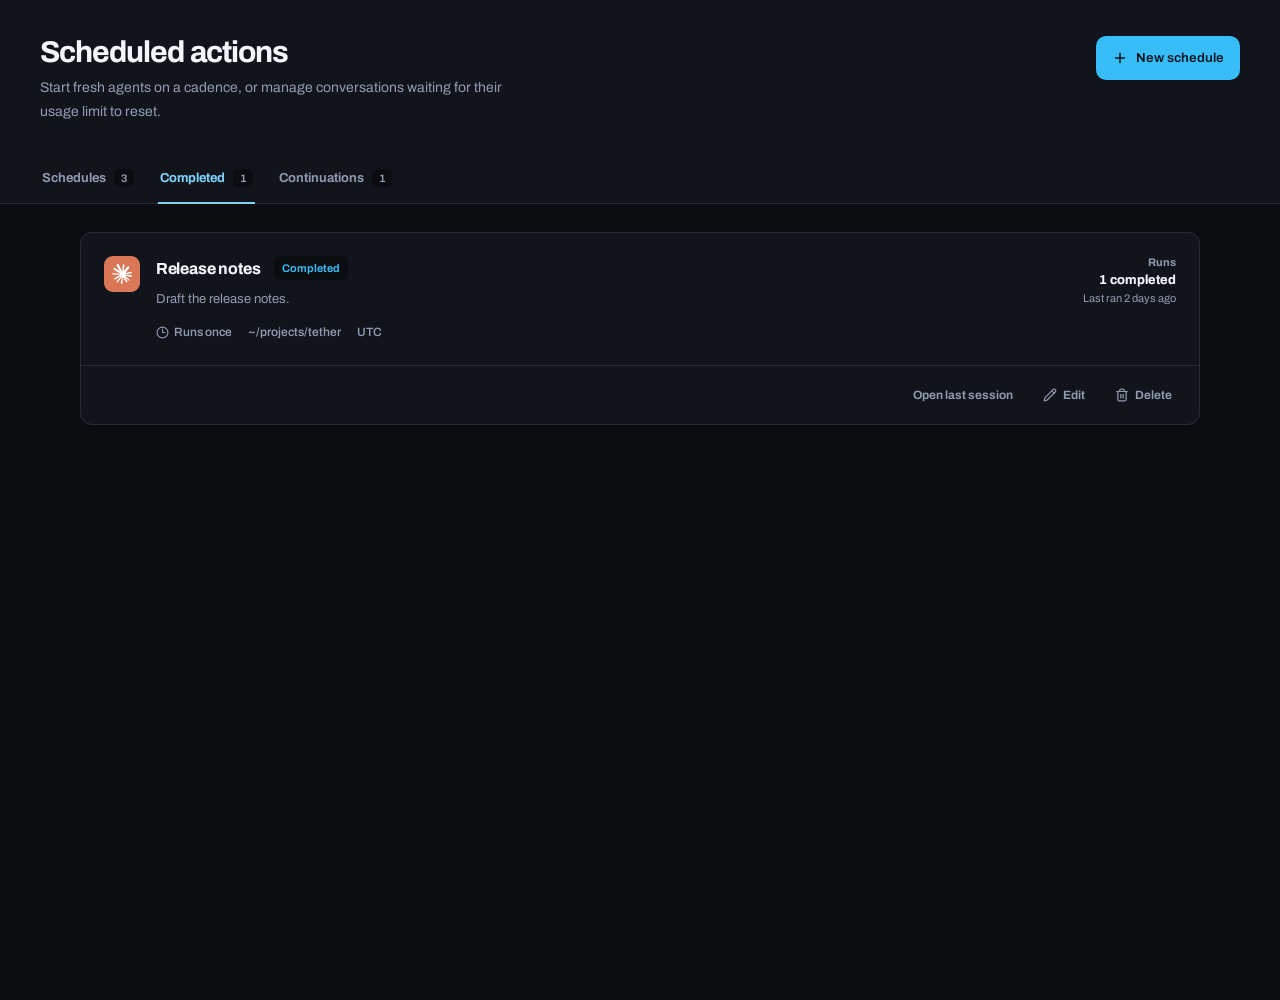 Scheduled actions
Start fresh agents on a cadence, or manage conversations waiting for their
usage limit to reset.
New schedule
Schedules 3 Completed 1 Continuations 1
Release notes Completed
Draft the release notes.
Runs once ~/projects/tether UTC
Runs
1 completed
Last ran 2 days ago
Open last session Edit Delete